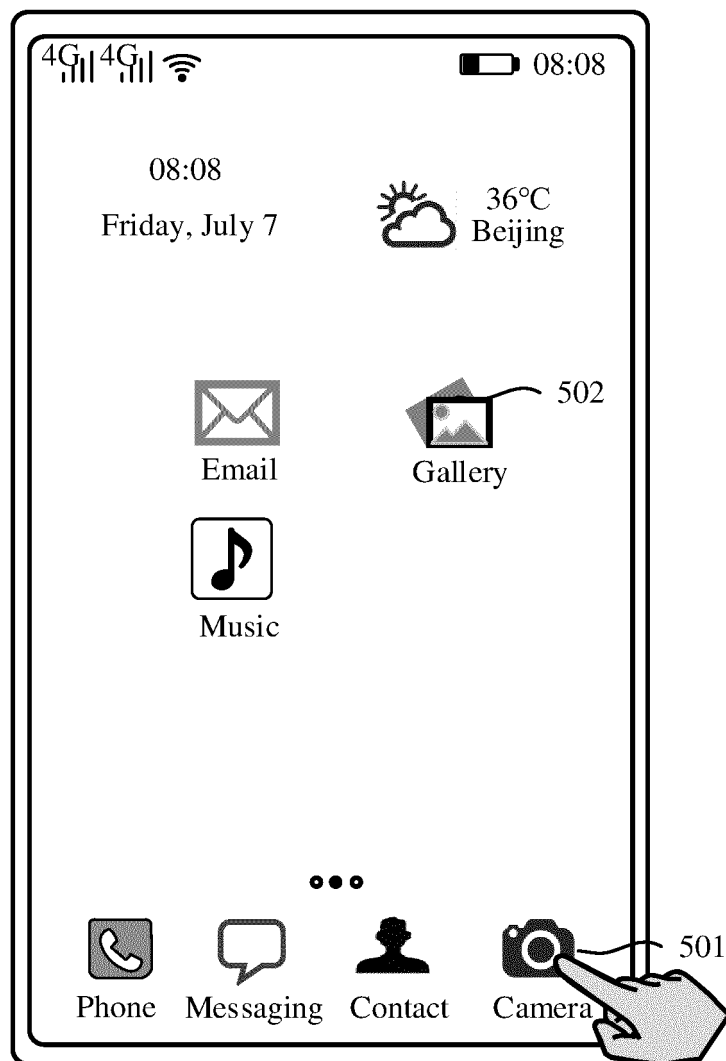 4G 4G 08:08
08:08
Friday, July 7
36°C
Beijing
502
Email
Gallery
Music
501
Phone Messaging Contact Camera